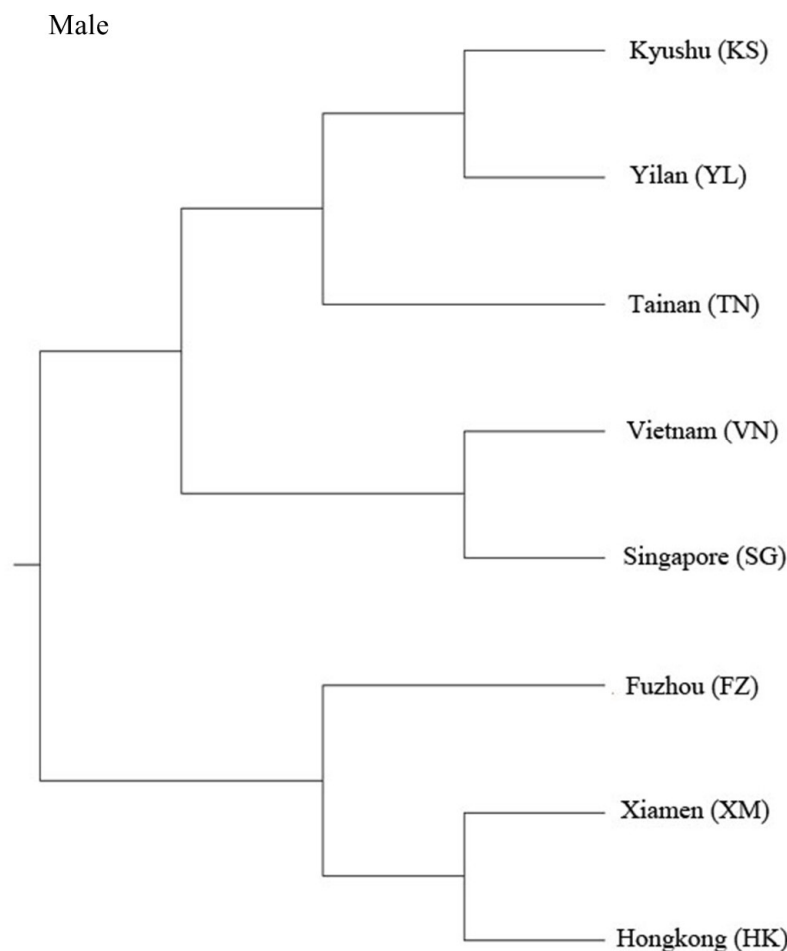 Male
Kyushu (KS)
Yilan (YL)
Tainan (TN)
Vietnam (VN)
Singapore (SG)
Fuzhou (FZ)
Xiamen (XM)
Hongkong (HK)